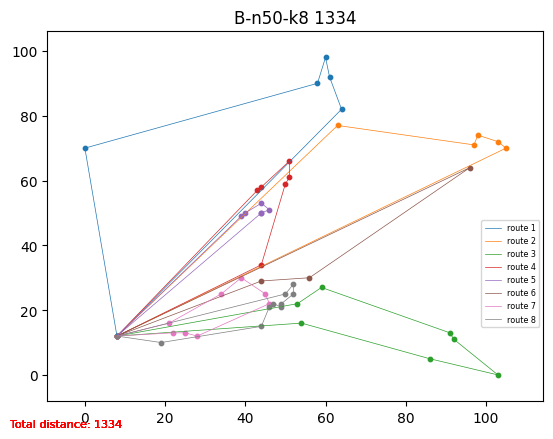 B-n50-k8 1334
100
80
60
40
20
0
0 20 40 60 80 100
route 1
route 2
route 3
route 4
route 5
route 6
route 7
route 8
Total distance: 1334